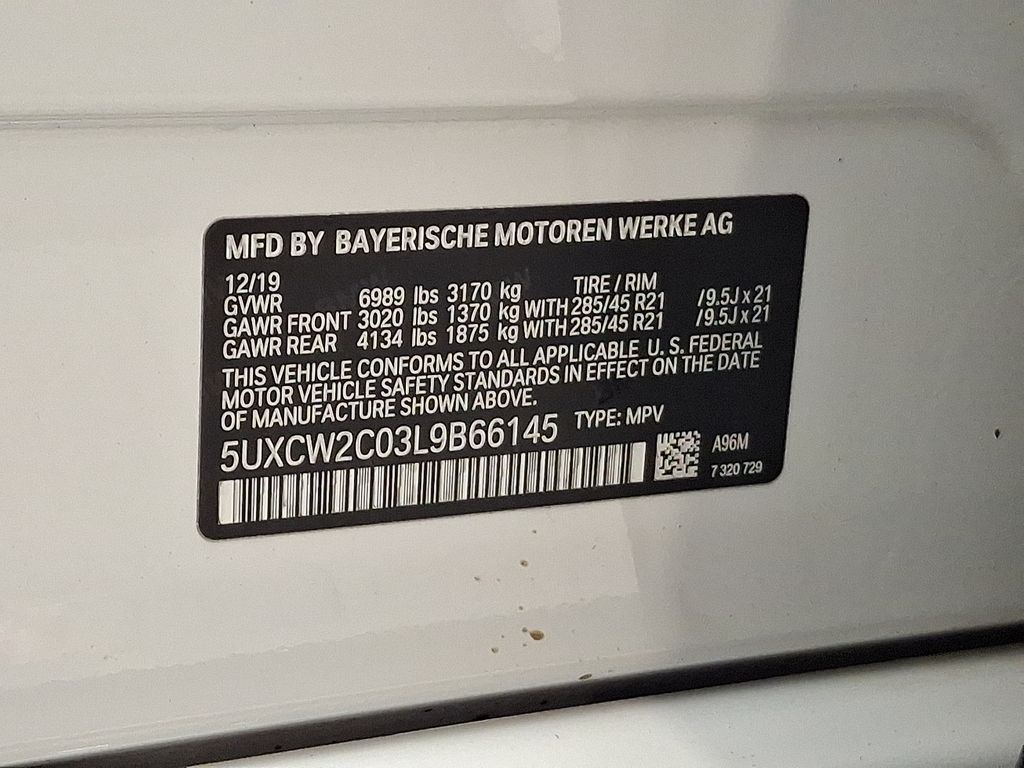 MFD BY BAYERISCHE MOTOREN WERKE AG
12/19 TIRE / RIM
GVWR 6989 lbs 3170 kg
GAWR FRONT 3020 lbs 1370 kg WITH 285/45 R21 /9.5J x 21
GAWR REAR 4134 lbs 1875 kg WITH 285/45 R21 /9.5J x 21
THIS VEHICLE CONFORMS TO ALL APPLICABLE U. S. FEDERAL
MOTOR VEHICLE SAFETY STANDARDS IN EFFECT ON THE DATE
OF MANUFACTURE SHOWN ABOVE.
5UXCW2C03L9B66145 TYPE: MPV
A96M
7 320 729